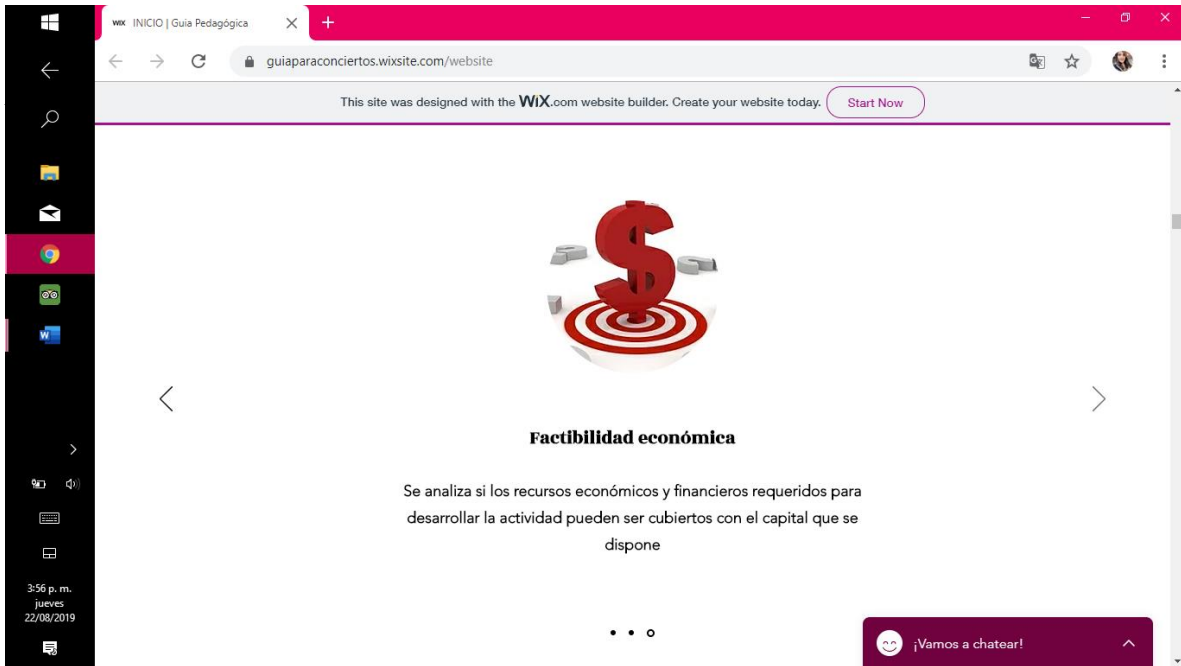 WiX INICIO | Guia Pedagógica
guiaparaconciertos.wixsite.com/website
This site was designed with the WiX.com website builder. Create your website today. Start Now
$
Factibilidad económica
Se analiza si los recursos económicos y financieros requeridos para
desarrollar la actividad pueden ser cubiertos con el capital que se
dispone
¡Vamos a chatear!
W
3:56 p. m.
jueves
22/08/2019